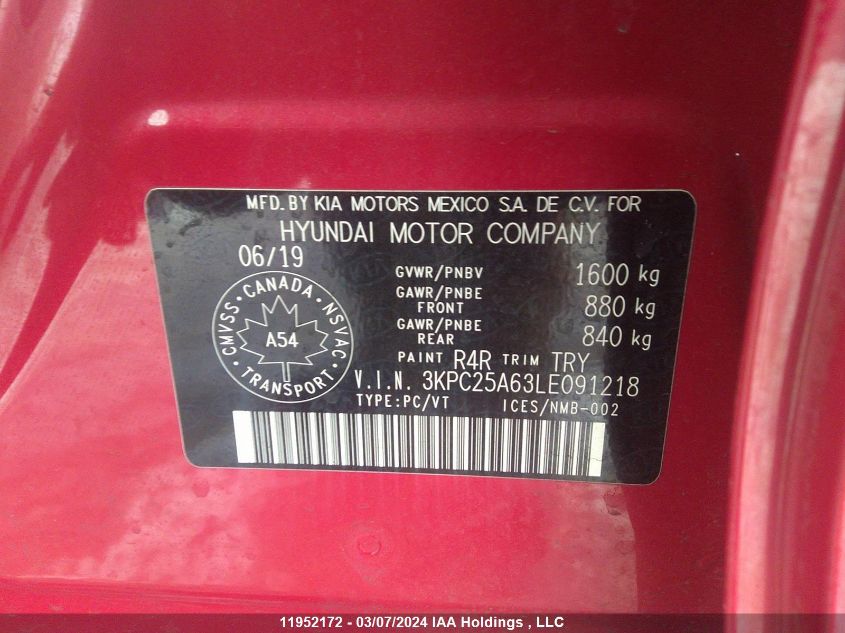 MFD. BY KIA MOTORS MEXICO S.A. DE C.V. FOR
HYUNDAI MOTOR COMPANY
06/19
GVWR/PNBV 1600 kg
GAWR/PNBE FRONT 880 kg
GAWR/PNBE REAR 840 kg
PAINT R4R TRIM TRY
V.I.N. 3KPC25A63LE091218
TYPE:PC/VT ICES/NMB-002
CMVSS · CANADA · NSVAC · TRANSPORT ·
A54
11952172 - 03/07/2024 IAA Holdings , LLC